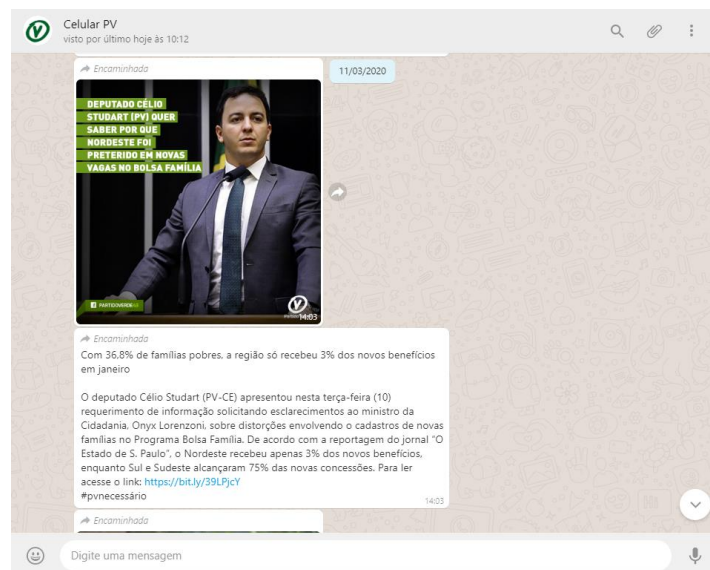 Celular PV
visto por último hoje às 10:12
Encaminhada
11/03/2020
DEPUTADO CÉLIO
STUDART (PV) QUER
SABER POR QUE
NORDESTE FOI
PRETERIDO EM NOVAS
VAGAS NO BOLSA FAMÍLIA
14:03
Encaminhada
Com 36,8% de famílias pobres, a região só recebeu 3% dos novos benefícios
em janeiro
O deputado Célio Studart (PV-CE) apresentou nesta terça-feira (10)
requerimento de informação solicitando esclarecimentos ao ministro da
Cidadania, Onyx Lorenzoni, sobre distorções envolvendo o cadastros de novas
famílias no Programa Bolsa Família. De acordo com a reportagem do jornal "O
Estado de S. Paulo", o Nordeste recebeu apenas 3% dos novos benefícios,
enquanto Sul e Sudeste alcançaram 75% das novas concessões. Para ler
acesse o link: https://bit.ly/39LPjcY
#pvnecessário
14:03
Encaminhada
Digite uma mensagem